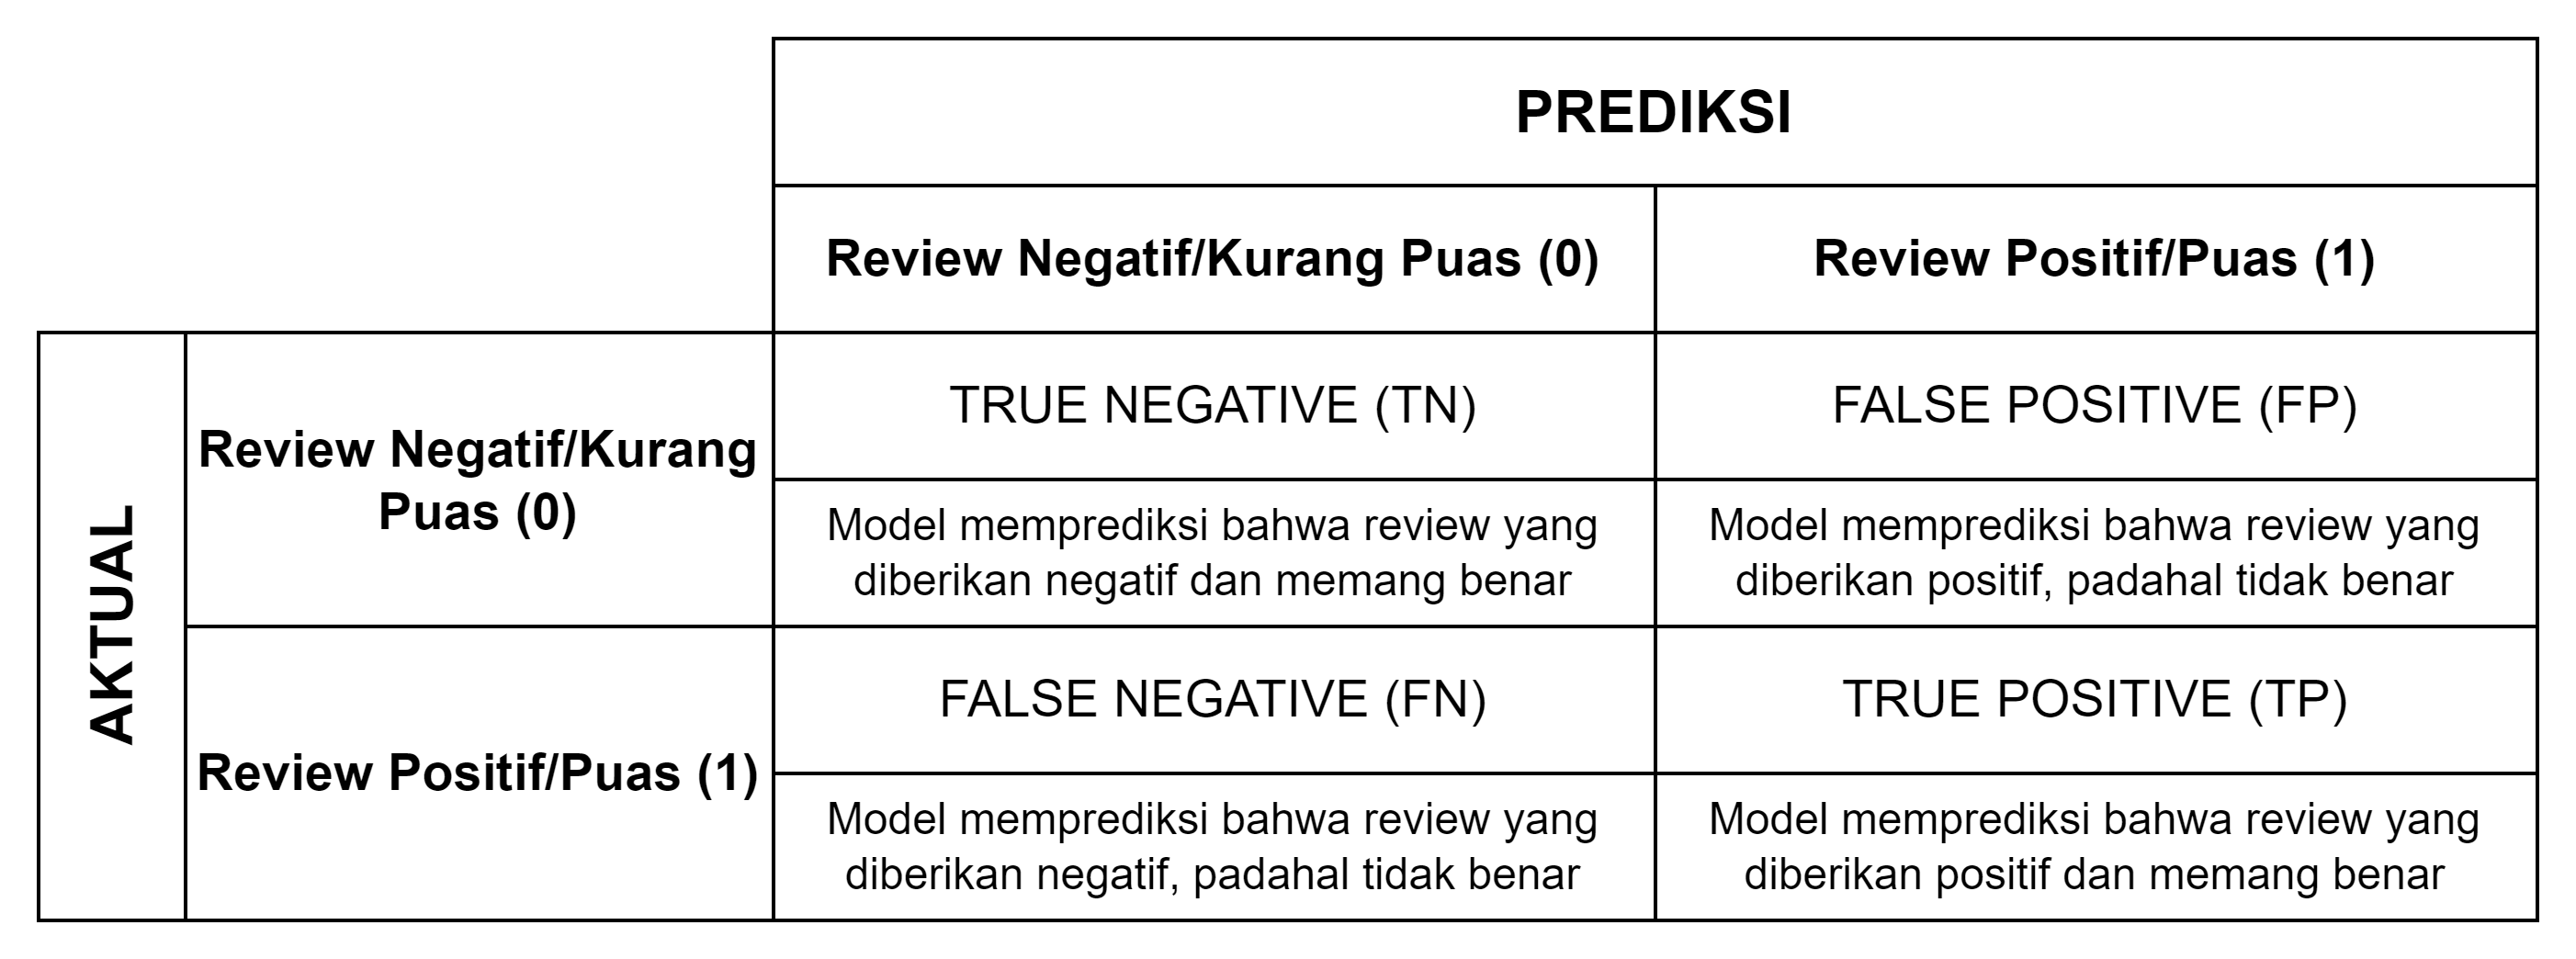 PREDIKSI
Review Negatif/Kurang Puas (0)
Review Positif/Puas (1)
AKTUAL
Review Negatif/Kurang
Puas (0)
TRUE NEGATIVE (TN)
FALSE POSITIVE (FP)
Model memprediksi bahwa review yang
diberikan negatif dan memang benar
Model memprediksi bahwa review yang
diberikan positif, padahal tidak benar
Review Positif/Puas (1)
FALSE NEGATIVE (FN)
TRUE POSITIVE (TP)
Model memprediksi bahwa review yang
diberikan negatif, padahal tidak benar
Model memprediksi bahwa review yang
diberikan positif dan memang benar